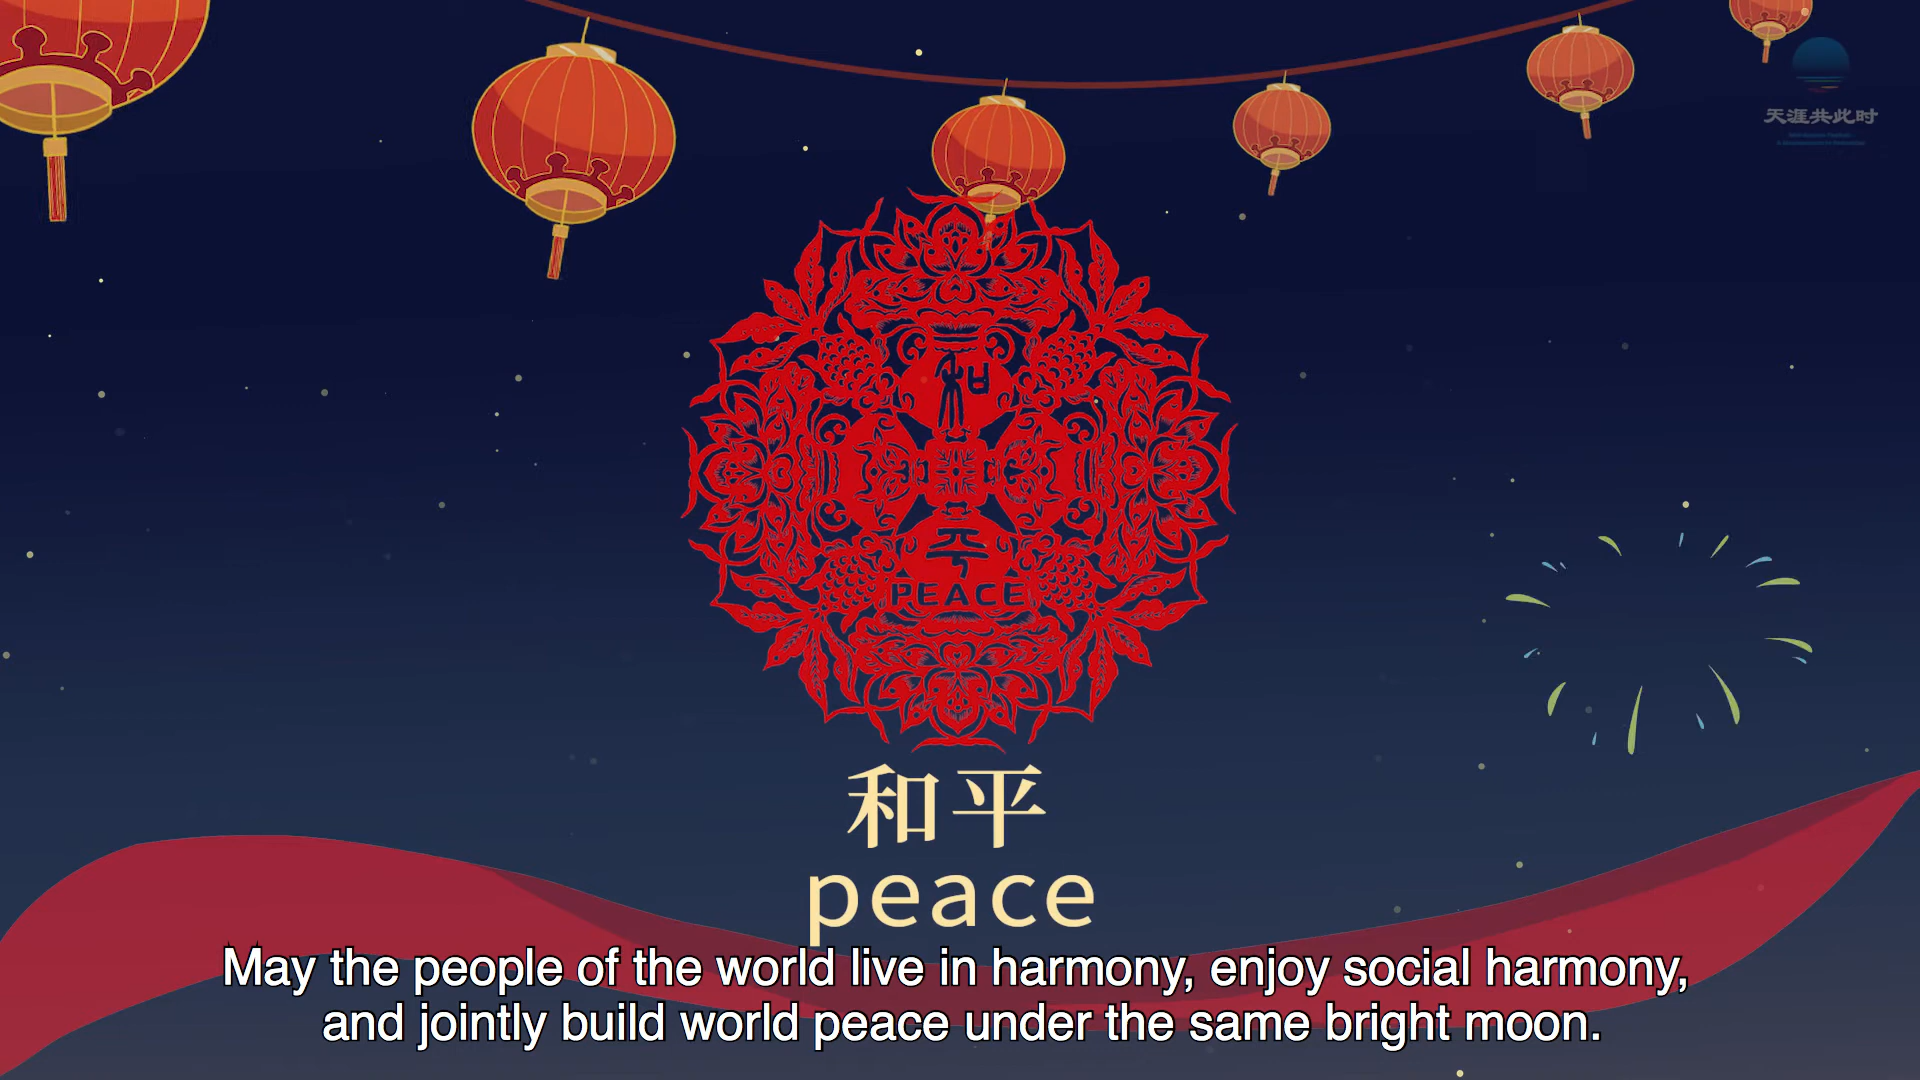 天涯共此时
和
平
PEACE
和平
peace
May the people of the world live in harmony, enjoy social harmony,
and jointly build world peace under the same bright moon.